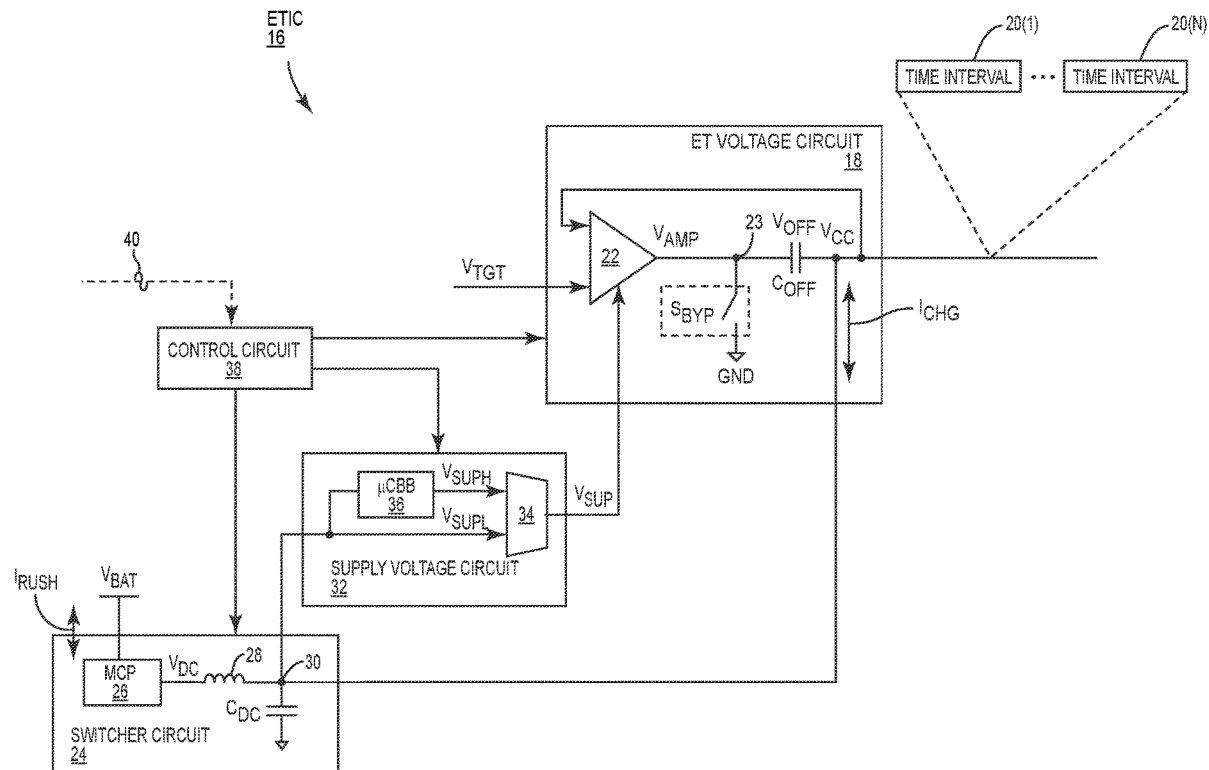 ETIC
16
20(1)
20(N)
TIME INTERVAL
...
TIME INTERVAL
ET VOLTAGE CIRCUIT
18
40
VTGT
22
VAMP
23
VOFF
VCC
COFF
SBYP
GND
ICHG
CONTROL CIRCUIT
38
μCBB
36
VSUPH
VSUPL
34
VSUP
SUPPLY VOLTAGE CIRCUIT
32
IRUSH
VBAT
MCP
26
VDC
28
30
CDC
SWITCHER CIRCUIT
24